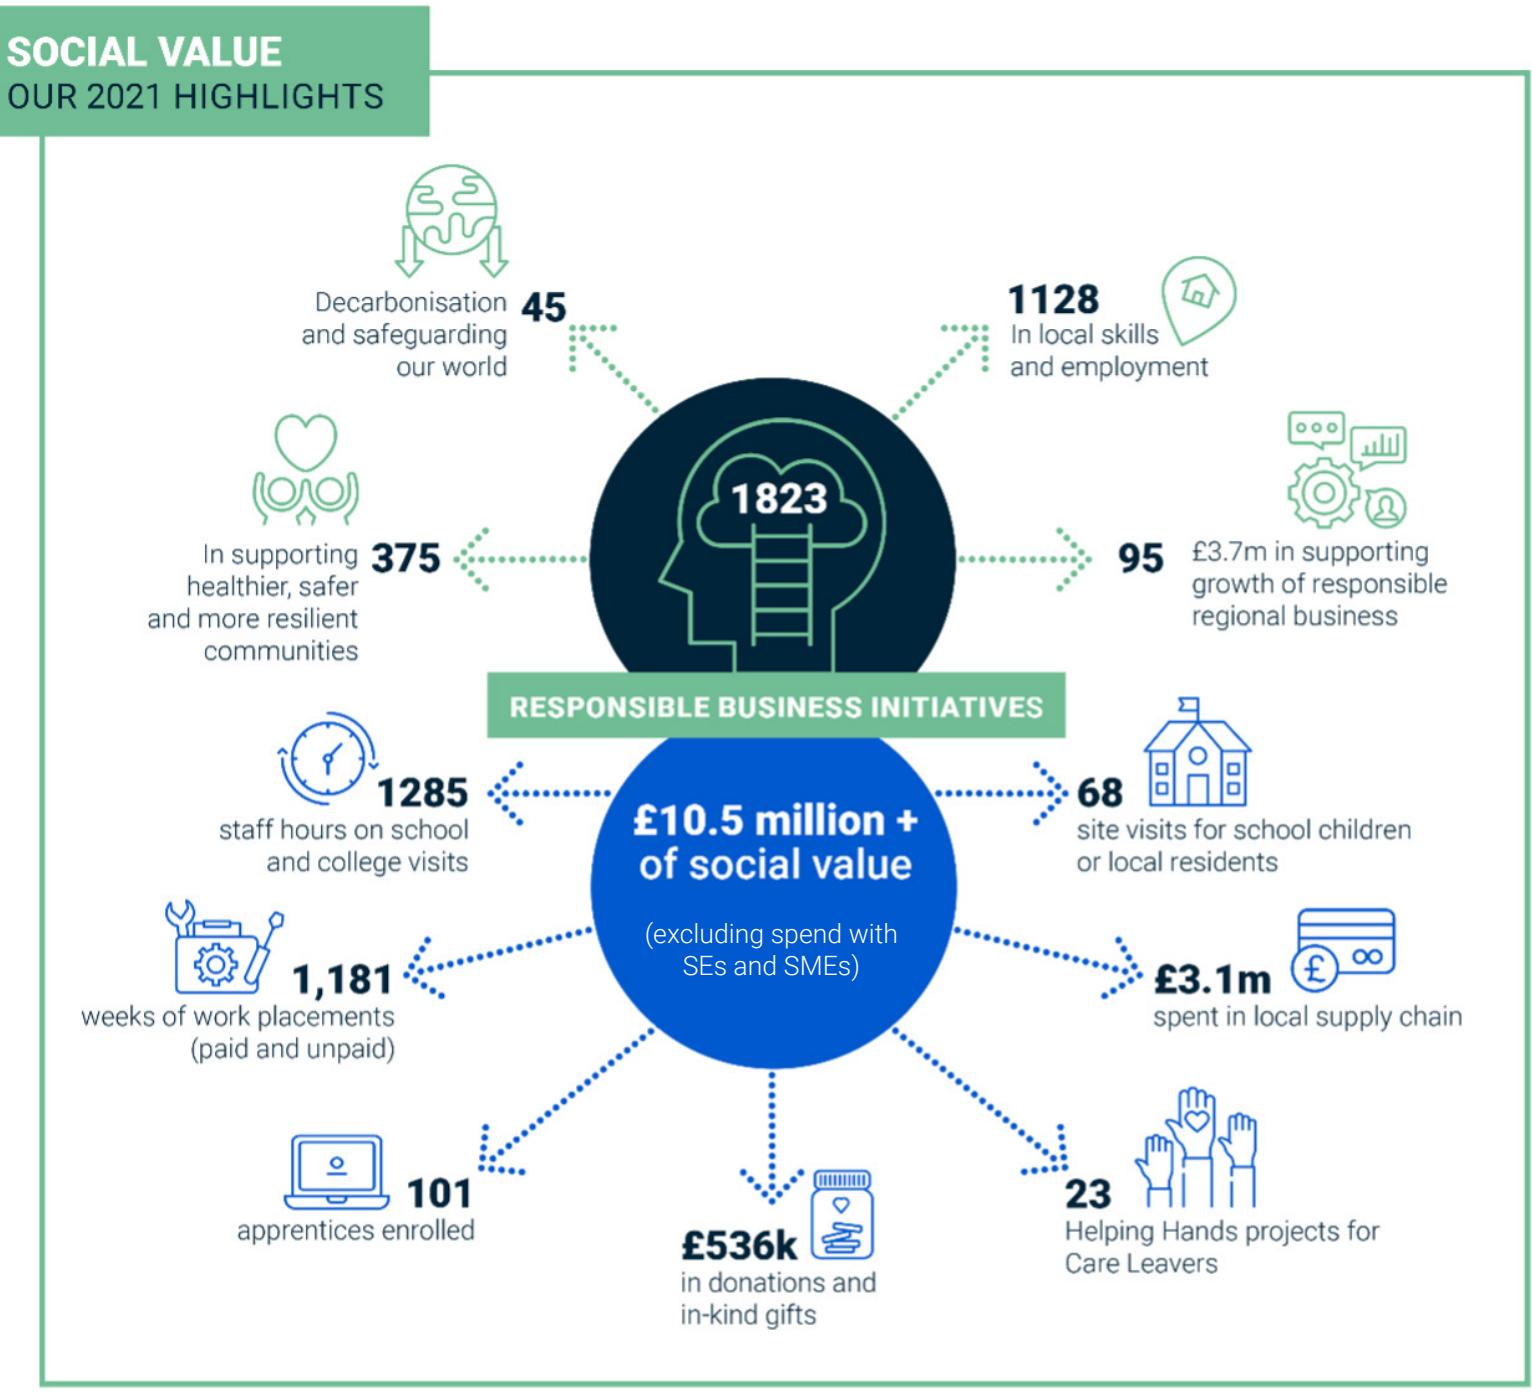 SOCIAL VALUE
OUR 2021 HIGHLIGHTS
Decarbonisation
and safeguarding
our world
45
1128
In local skills
and employment
In supporting
healthier, safer
and more resilient
communities
375
1823
95
£3.7m in supporting
growth of responsible
regional business
RESPONSIBLE BUSINESS INITIATIVES
1285
staff hours on school
and college visits
£10.5 million +
of social value
(excluding spend with
SEs and SMEs)
68
site visits for school children
or local residents
1,181
weeks of work placements
(paid and unpaid)
£
£3.1m
spent in local supply chain
101
apprentices enrolled
£536k
in donations and
in-kind gifts
23
Helping Hands projects for
Care Leavers